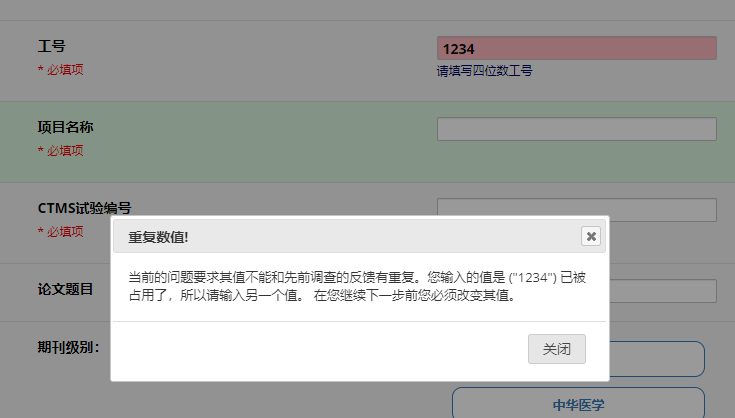 工号
1234
* 必填项
请填写四位数工号
项目名称
* 必填项
CTMS试验编号
* 必填项
重复数值!
当前的问题要求其值不能和先前调查的反馈有重复。您输入的值是 ("1234") 已被
占用了，所以请输入另一个值。 在您继续下一步前您必须改变其值。
论文题目
期刊级别：
关闭
中华医学